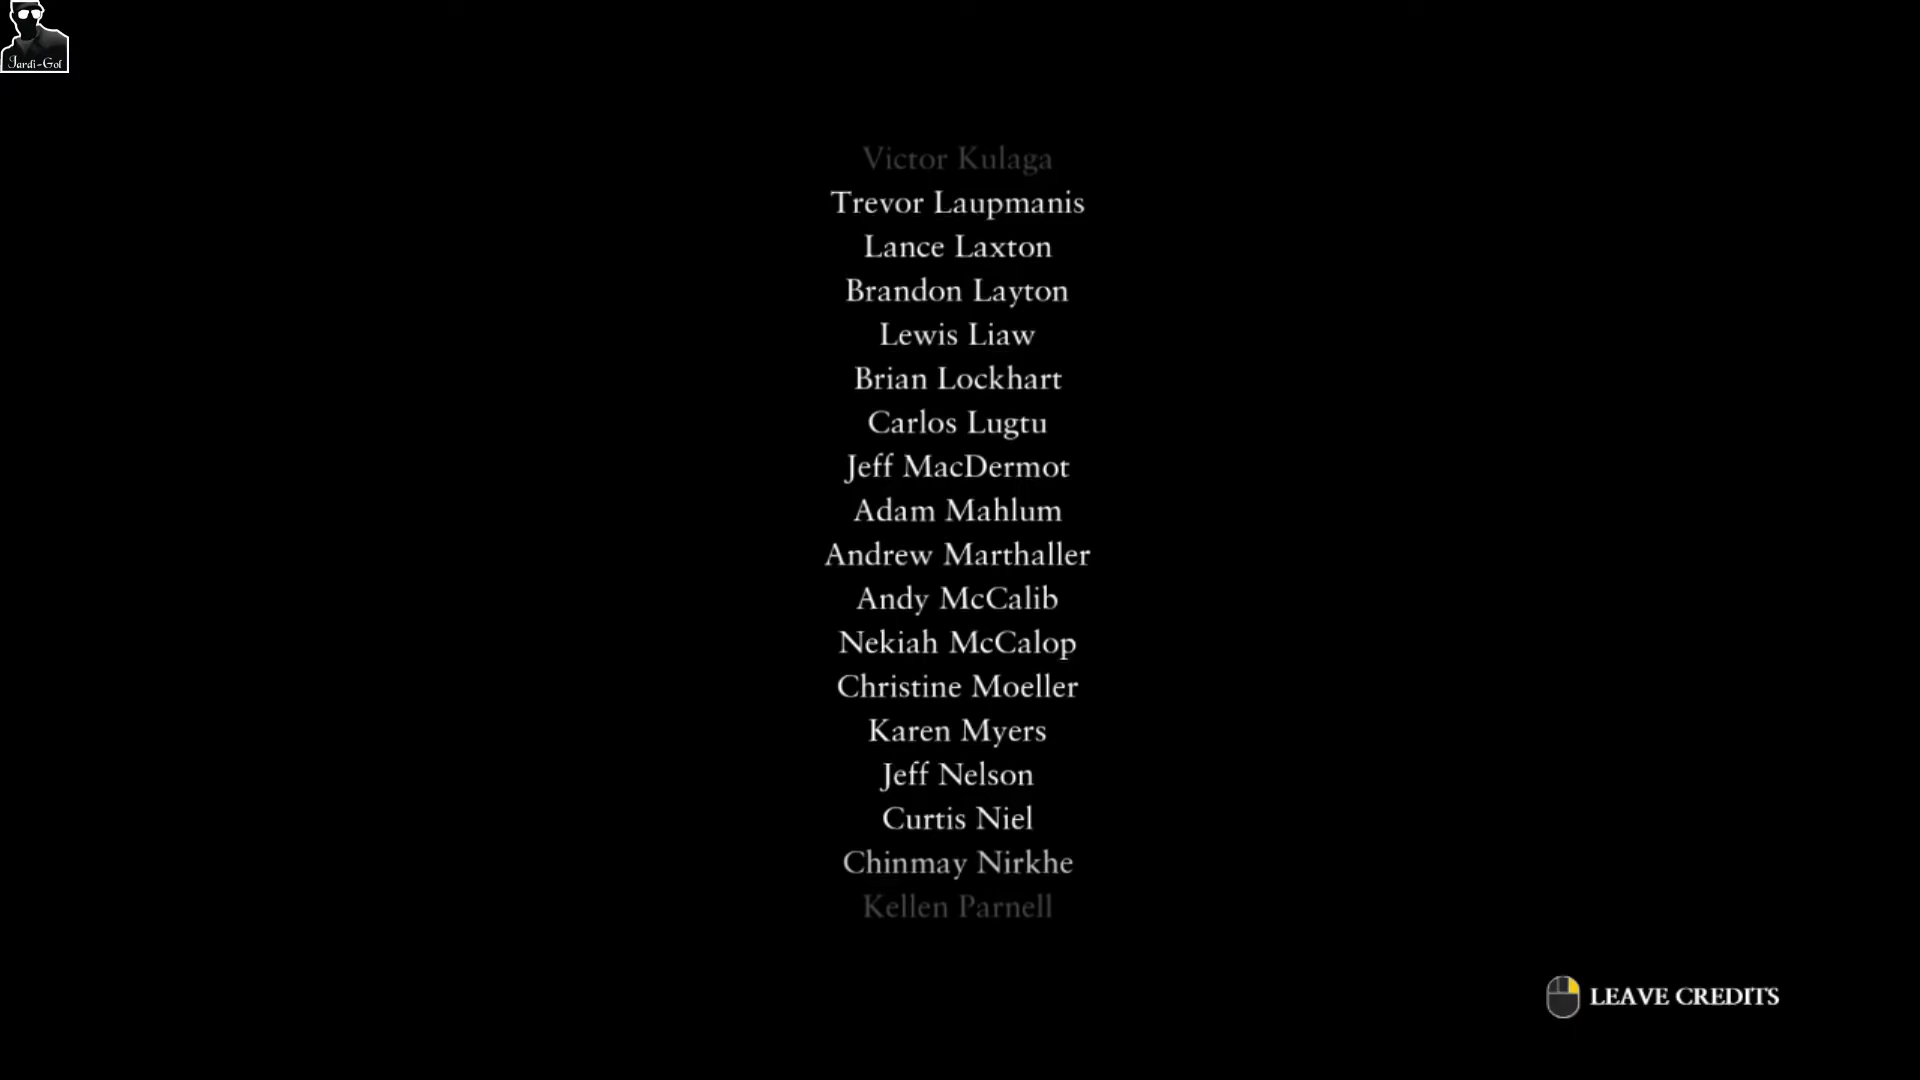 Jardi-Gol
Victor Kulaga
Trevor Laupmanis
Lance Laxton
Brandon Layton
Lewis Liaw
Brian Lockhart
Carlos Lugtu
Jeff MacDermot
Adam Mahlum
Andrew Marthaller
Andy McCalib
Nekiah McCalop
Christine Moeller
Karen Myers
Jeff Nelson
Curtis Niel
Chinmay Nirkhe
Kellen Parnell
LEAVE CREDITS